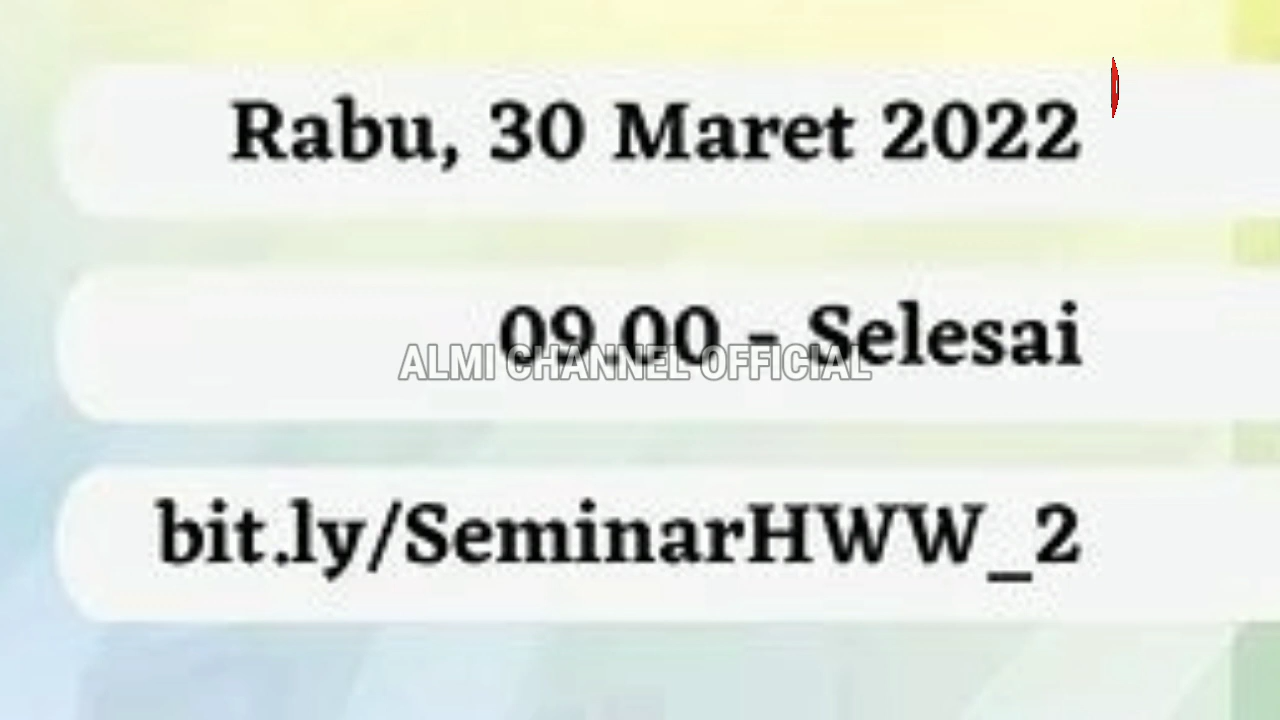 Rabu, 30 Maret 2022
09.00 - Selesai
ALMI CHANNEL OFFICIAL
bit.ly/SeminarHWW_2